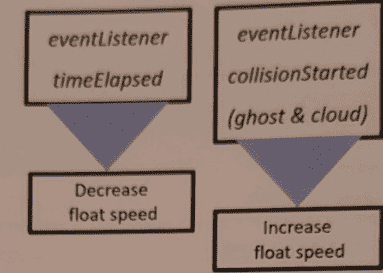 eventListener
timeElapsed
Decrease
float speed
eventListener
collisionStarted
(ghost & cloud)
Increase
float speed